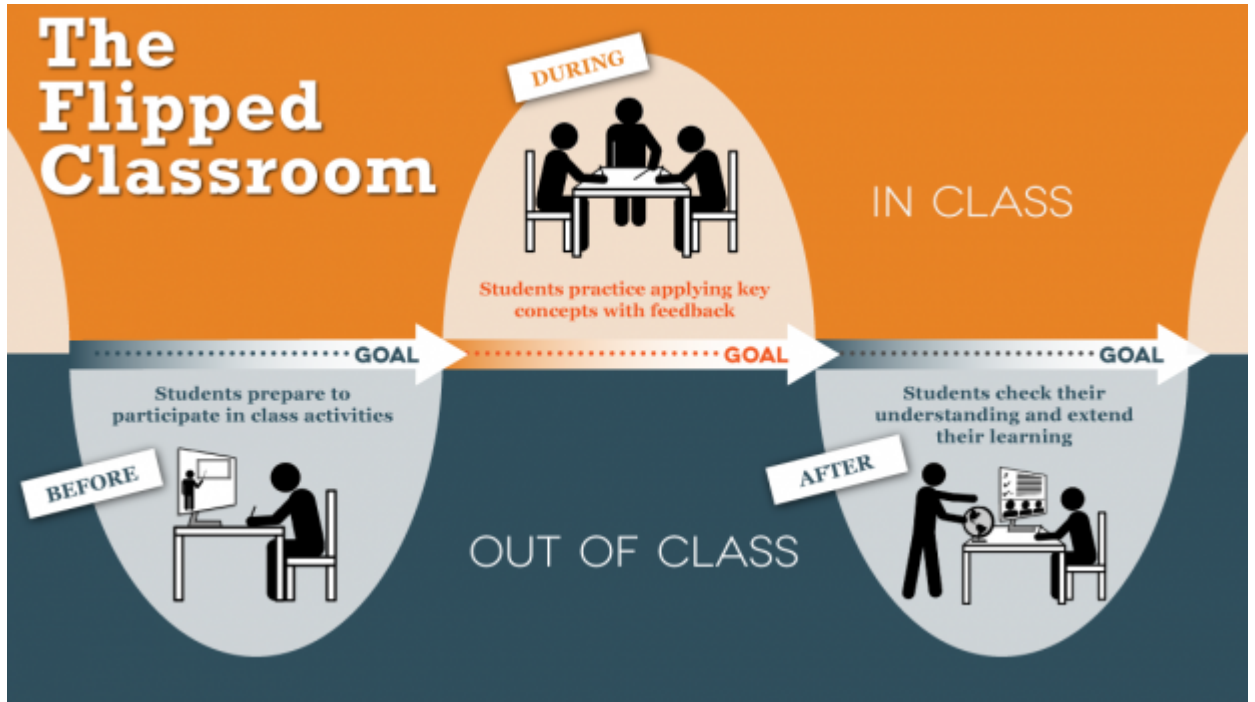 The
Flipped
Classroom
DURING
IN CLASS
Students practice applying key
concepts with feedback
GOAL
GOAL
GOAL
Students prepare to
participate in class activities
BEFORE
OUT OF CLASS
Students check their
understanding and extend
their learning
AFTER